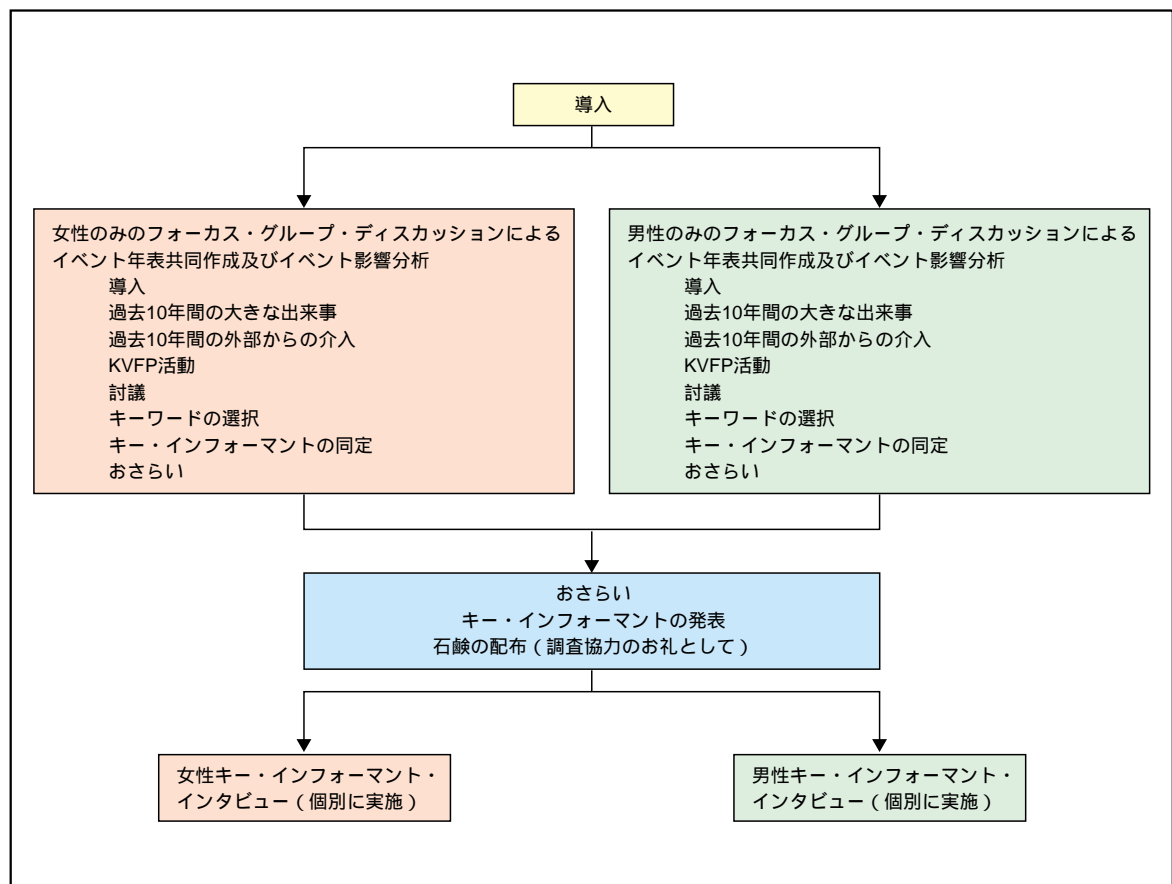 導入
女性のみのフォーカス・グループ・ディスカッションによる
イベント年表共同作成及びイベント影響分析
導入
過去10年間の大きな出来事
過去10年間の外部からの介入
KVFP活動
討議
キーワードの選択
キー・インフォーマントの同定
おさらい
男性のみのフォーカス・グループ・ディスカッションによる
イベント年表共同作成及びイベント影響分析
導入
過去10年間の大きな出来事
過去10年間の外部からの介入
KVFP活動
討議
キーワードの選択
キー・インフォーマントの同定
おさらい
おさらい
キー・インフォーマントの発表
石鹸の配布(調査協力のお礼として)
女性キー・インフォーマント・
インタビュー(個別に実施)
男性キー・インフォーマント・
インタビュー(個別に実施)